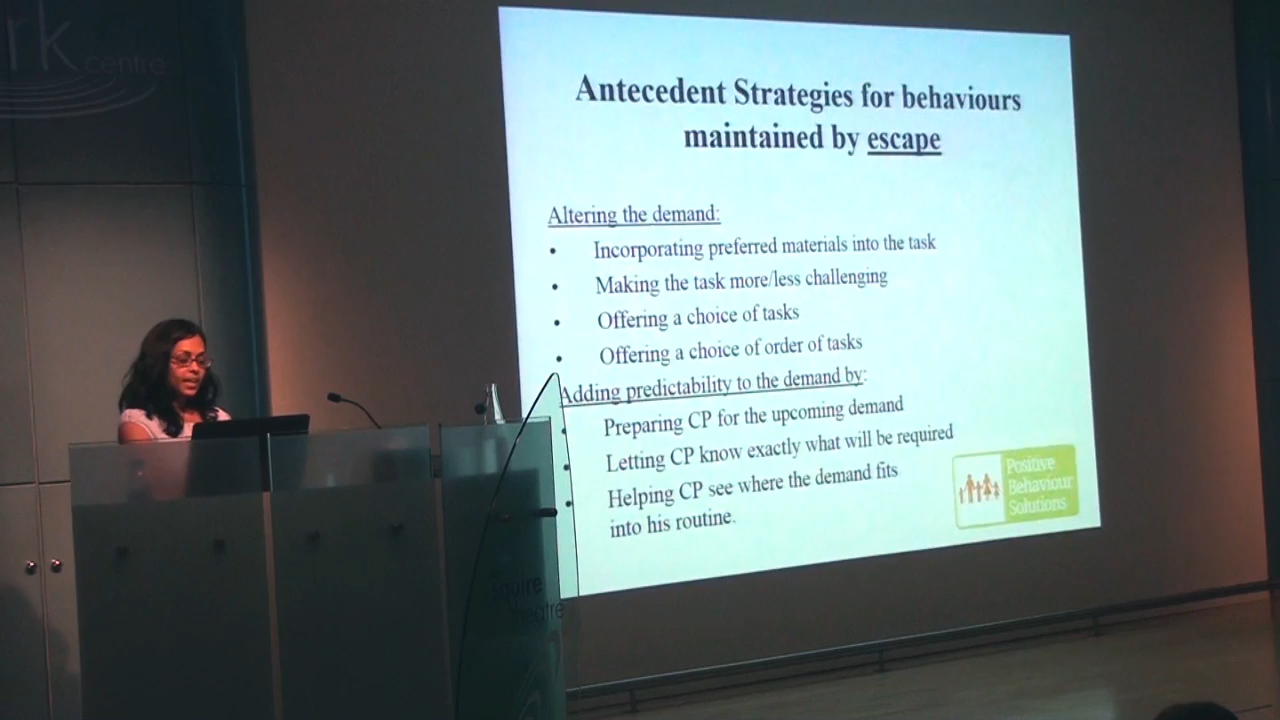 rk
centre
Antecedent Strategies for behaviours
maintained by escape
Altering the demand:
• Incorporating preferred materials into the task
• Making the task more/less challenging
• Offering a choice of tasks
• Offering a choice of order of tasks
Adding predictability to the demand by:
• Preparing CP for the upcoming demand
• Letting CP know exactly what will be required
• Helping CP see where the demand fits
into his routine.
Positive
Behaviour
Solutions